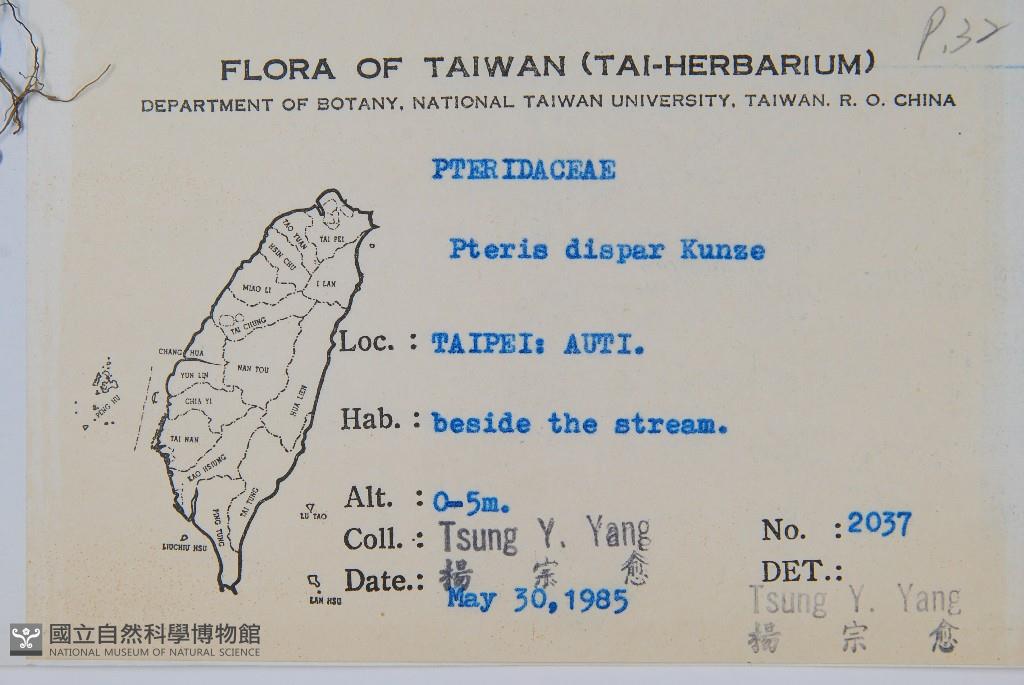 P.32
FLORA OF TAIWAN (TAI-HERBARIUM)
DEPARTMENT OF BOTANY, NATIONAL TAIWAN UNIVERSITY, TAIWAN. R. O. CHINA
PTERIDACEAE
Pteris dispar Kunze
Loc. : TAIPEI: AUTI.
Hab. : beside the stream.
Alt. : 0-5m.
Coll. : Tsung Y. Yang
楊 宗 愈
No. : 2037
Date.: May 30,1985
DET.:
Tsung Y. Yang
楊 宗 愈
TAO YUAN
TAI PEI
HSIN CHU
I LAN
MIAO LI
TAI CHUNG
CHANG HUA
NAN TOU
YUN LIN
HUA LIEN
CHIA YI
PENG HU
TAI NAN
KAO HSIUNG
TAI TUNG
PING TUNG
LU TAO
LIUCHIU HSU
LAN HSU
國立自然科學博物館
NATIONAL MUSEUM OF NATURAL SCIENCE